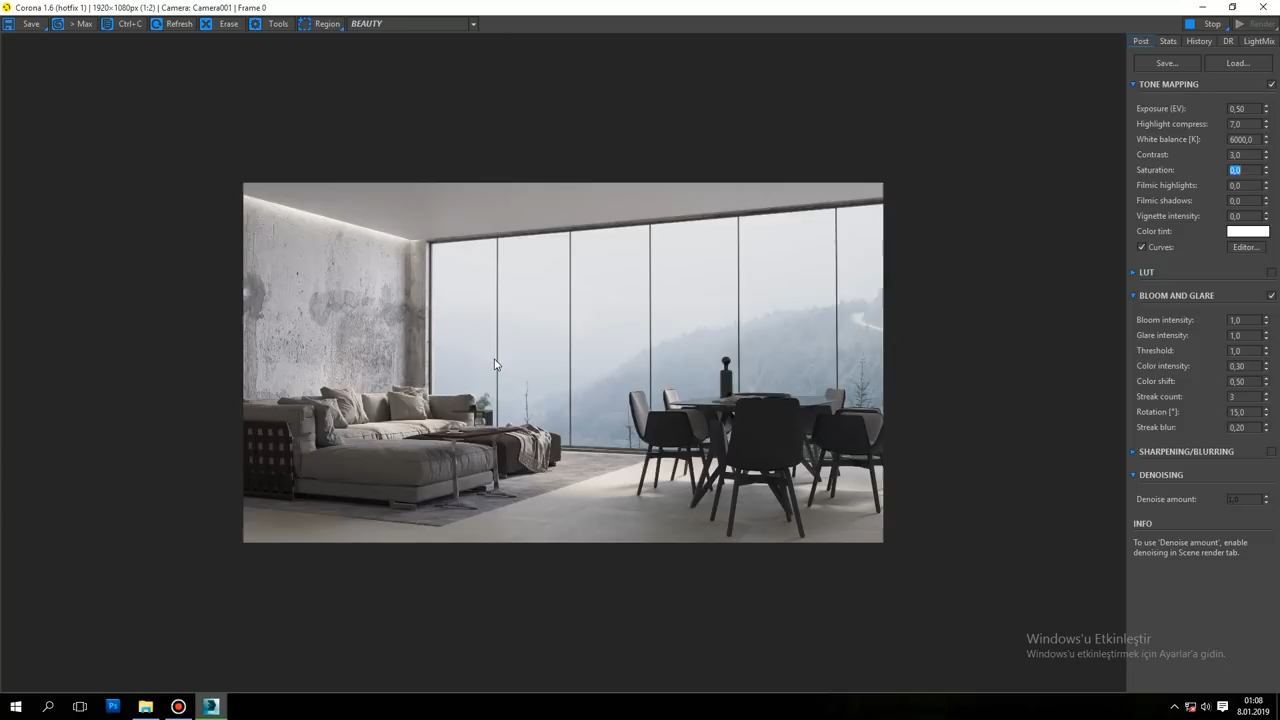 Corona 1.6 (hotfix 1) | 1920×1080px (1:2) | Camera: Camera001 | Frame 0
Save > Max Ctrl+C Refresh Erase Tools Region BEAUTY Stop Render
Post Stats History DR LightMix
Save... Load...
TONE MAPPING
Exposure (EV): 0,50
Highlight compress: 7,0
White balance [K]: 6000,0
Contrast: 3,0
Saturation: 0,0
Filmic highlights: 0,0
Filmic shadows: 0,0
Vignette intensity: 0,0
Color tint:
Curves: Editor...
LUT
BLOOM AND GLARE
Bloom intensity: 1,0
Glare intensity: 1,0
Threshold: 1,0
Color intensity: 0,30
Color shift: 0,50
Streak count: 3
Rotation [°]: 15,0
Streak blur: 0,20
SHARPENING/BLURRING
DENOISING
Denoise amount: 1,0
INFO
To use 'Denoise amount', enable
denoising in Scene render tab.
Windows'u Etkinleştir
Windows'u etkinleştirmek için Ayarlar'a gidin.
Ps
01:08
8.01.2019